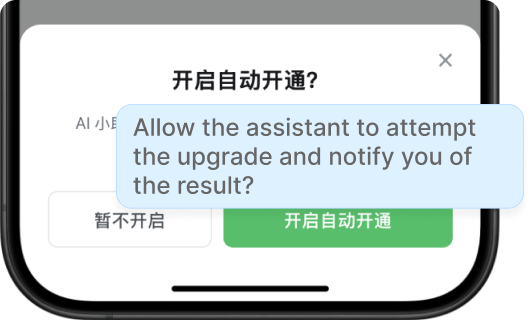 开启自动开通?
AI 小
Allow the assistant to attempt
the upgrade and notify you of
the result?
暂不开启
开启自动开通